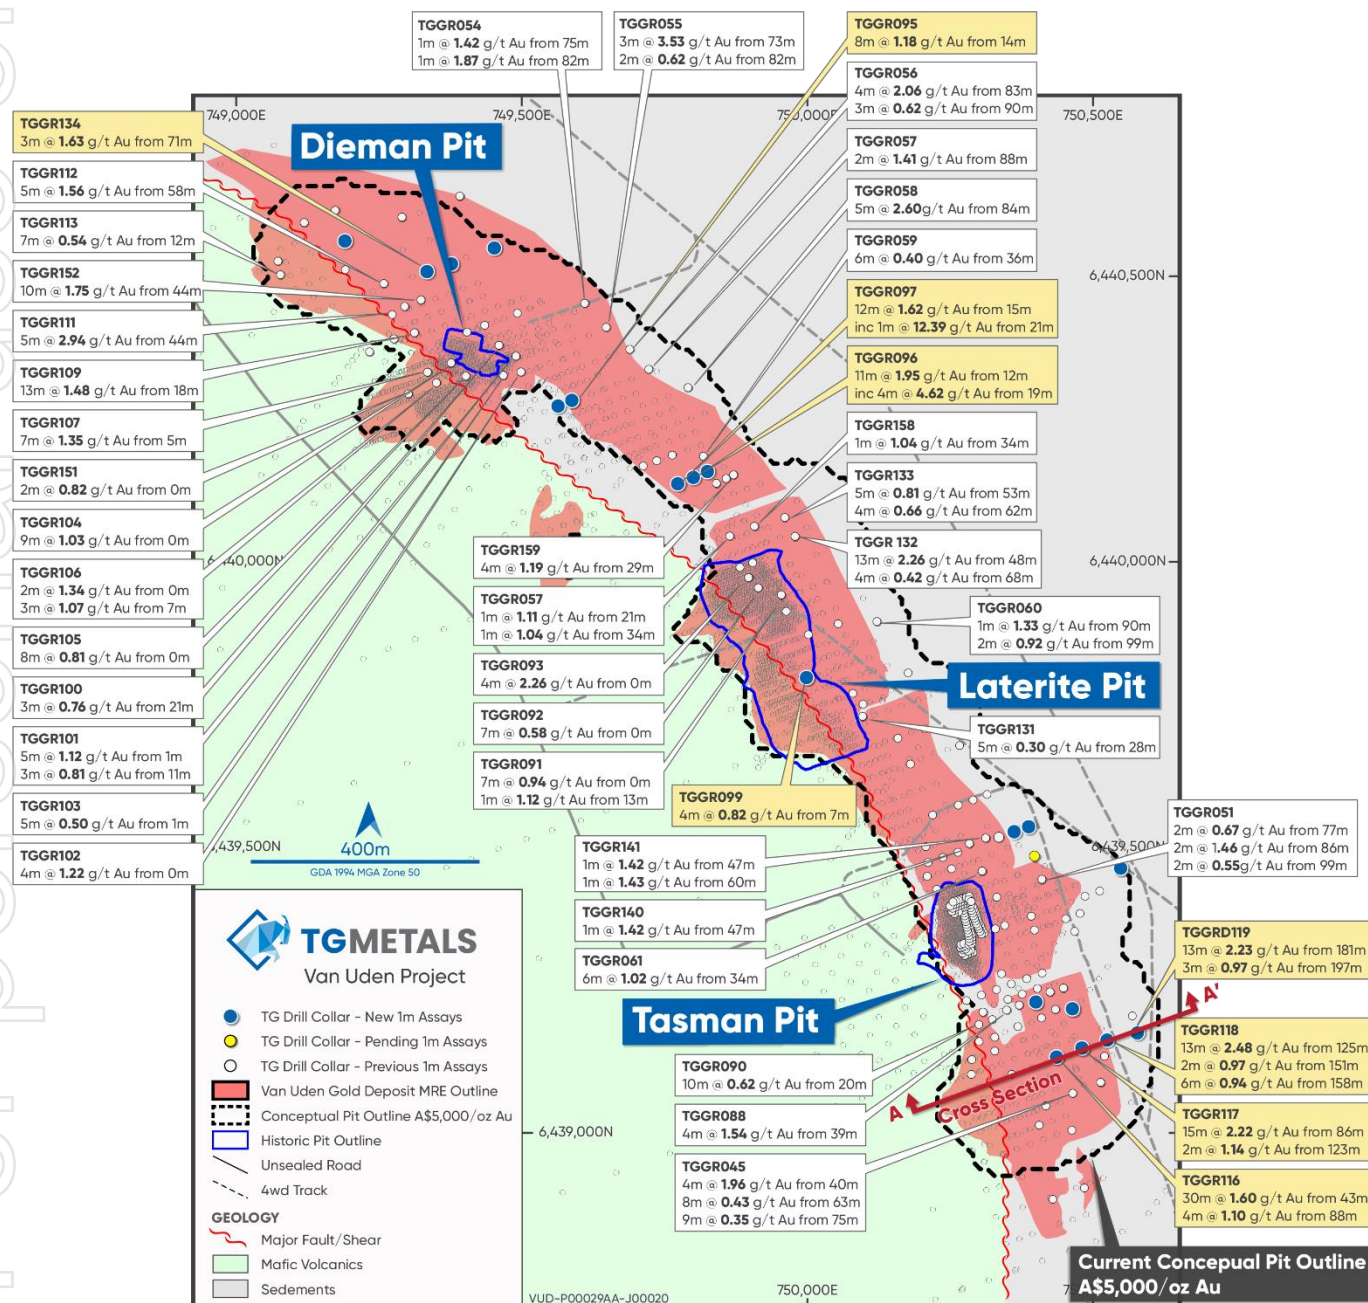 TGGR054
1m @ 1.42 g/t Au from 75m
1m @ 1.87 g/t Au from 82m
TGGR055
3m @ 3.53 g/t Au from 73m
2m @ 0.62 g/t Au from 82m
TGGR095
8m @ 1.18 g/t Au from 14m
TGGR056
4m @ 2.06 g/t Au from 83m
3m @ 0.62 g/t Au from 90m
749,000E
749,500E
750,000E
750,500E
TGGR134
3m @ 1.63 g/t Au from 71m
Dieman Pit
TGGR057
2m @ 1.41 g/t Au from 88m
TGGR112
5m @ 1.56 g/t Au from 58m
TGGR058
5m @ 2.60g/t Au from 84m
TGGR113
7m @ 0.54 g/t Au from 12m
TGGR059
6m @ 0.40 g/t Au from 36m
TGGR152
10m @ 1.75 g/t Au from 44m
6,440,500N
TGGR097
12m @ 1.62 g/t Au from 15m
inc 1m @ 12.39 g/t Au from 21m
TGGR111
5m @ 2.94 g/t Au from 44m
TGGR096
11m @ 1.95 g/t Au from 12m
inc 4m @ 4.62 g/t Au from 19m
TGGR109
13m @ 1.48 g/t Au from 18m
TGGR107
7m @ 1.35 g/t Au from 5m
TGGR158
1m @ 1.04 g/t Au from 34m
TGGR151
2m @ 0.82 g/t Au from 0m
TGGR133
5m @ 0.81 g/t Au from 53m
4m @ 0.66 g/t Au from 62m
TGGR104
9m @ 1.03 g/t Au from 0m
TGGR 132
13m @ 2.26 g/t Au from 48m
4m @ 0.42 g/t Au from 68m
TGGR159
4m @ 1.19 g/t Au from 29m
6,440,000N
6,440,000N
TGGR106
2m @ 1.34 g/t Au from 0m
3m @ 1.07 g/t Au from 7m
TGGR057
1m @ 1.11 g/t Au from 21m
1m @ 1.04 g/t Au from 34m
TGGR060
1m @ 1.33 g/t Au from 90m
2m @ 0.92 g/t Au from 99m
TGGR105
8m @ 0.81 g/t Au from 0m
TGGR093
4m @ 2.26 g/t Au from 0m
Laterite Pit
TGGR100
3m @ 0.76 g/t Au from 21m
TGGR092
7m @ 0.58 g/t Au from 0m
TGGR131
5m @ 0.30 g/t Au from 28m
TGGR101
5m @ 1.12 g/t Au from 1m
3m @ 0.81 g/t Au from 11m
TGGR091
7m @ 0.94 g/t Au from 0m
1m @ 1.12 g/t Au from 13m
TGGR099
4m @ 0.82 g/t Au from 7m
TGGR103
5m @ 0.50 g/t Au from 1m
TGGR051
2m @ 0.67 g/t Au from 77m
2m @ 1.46 g/t Au from 86m
2m @ 0.55g/t Au from 99m
TGGR102
4m @ 1.22 g/t Au from 0m
,439,500N
6,439,500N
400m
GDA 1994 MGA Zone 50
TGGR141
1m @ 1.42 g/t Au from 47m
1m @ 1.43 g/t Au from 60m
TGGR140
1m @ 1.42 g/t Au from 47m
TGGR061
6m @ 1.02 g/t Au from 34m
TGGRD119
13m @ 2.23 g/t Au from 181m
3m @ 0.97 g/t Au from 197m
Tasman Pit
A'
TGGR118
13m @ 2.48 g/t Au from 125m
2m @ 0.97 g/t Au from 151m
6m @ 0.94 g/t Au from 158m
TGGR090
10m @ 0.62 g/t Au from 20m
A
Cross Section
TGGR088
4m @ 1.54 g/t Au from 39m
TGGR117
15m @ 2.22 g/t Au from 86m
2m @ 1.14 g/t Au from 123m
6,439,000N
TGGR045
4m @ 1.96 g/t Au from 40m
8m @ 0.43 g/t Au from 63m
9m @ 0.35 g/t Au from 75m
TGGR116
30m @ 1.60 g/t Au from 43m
4m @ 1.10 g/t Au from 88m
Current Concepual Pit Outline
A$5,000/oz Au
750,000E
VUD-P00029AA-J00020
TGMETALS
Van Uden Project
TG Drill Collar - New 1m Assays
TG Drill Collar - Pending 1m Assays
TG Drill Collar - Previous 1m Assays
Van Uden Gold Deposit MRE Outline
Conceptual Pit Outline A$5,000/oz Au
Historic Pit Outline
Unsealed Road
4wd Track
GEOLOGY
Major Fault/Shear
Mafic Volcanics
Sedements